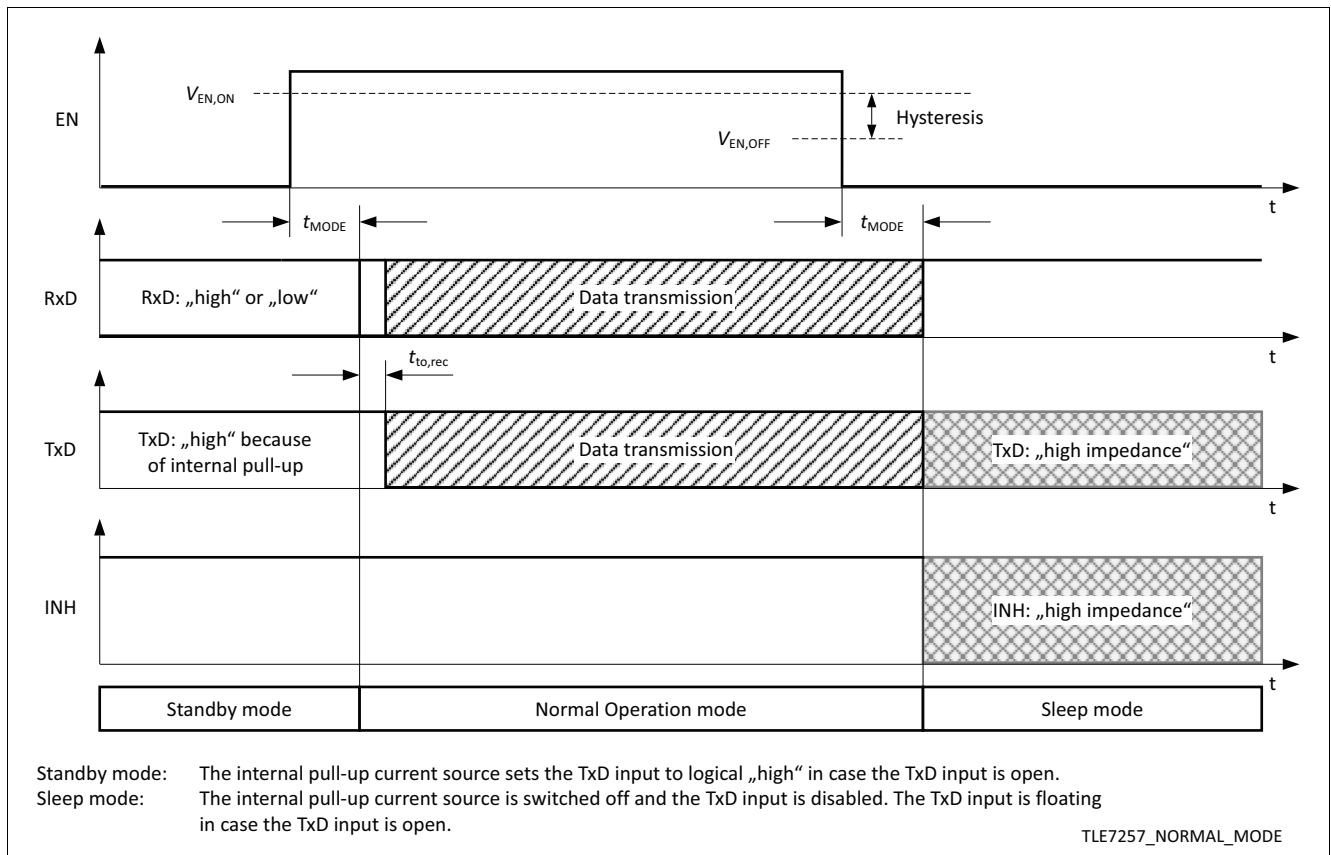 V_EN,ON
EN
Hysteresis
V_EN,OFF
t
t_MODE
t_MODE
RxD
RxD: „high“ or „low“
Data transmission
t
t_to,rec
TxD
TxD: „high“ because
of internal pull-up
Data transmission
TxD: „high impedance“
t
INH
INH: „high impedance“
t
Standby mode
Normal Operation mode
Sleep mode
Standby mode: The internal pull-up current source sets the TxD input to logical „high“ in case the TxD input is open.
Sleep mode: The internal pull-up current source is switched off and the TxD input is disabled. The TxD input is floating
in case the TxD input is open.
TLE7257_NORMAL_MODE